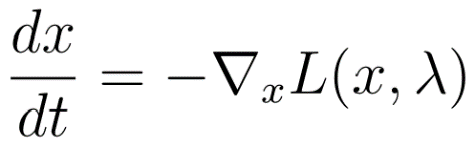 dx/dt = −∇ₓL(x, λ)